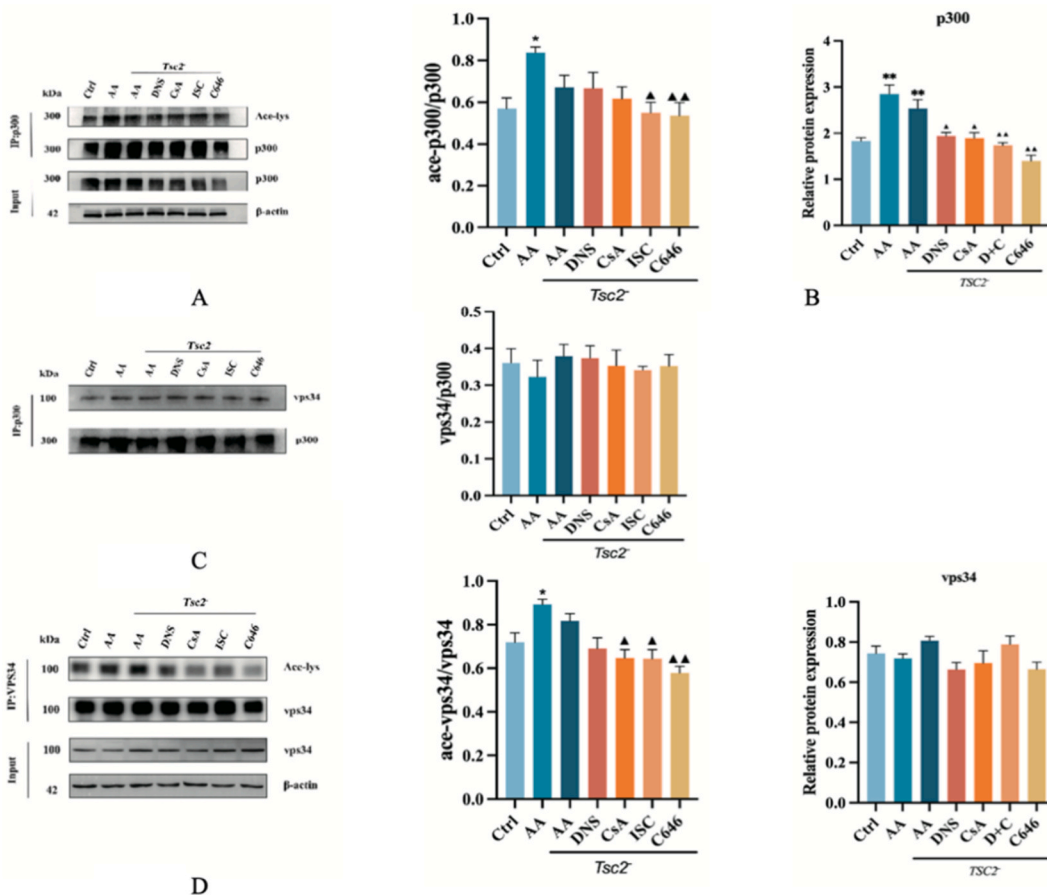 Tsc2-
Ctrl AA AA DNS CsA ISC C646
kDa
IP:p300
300 Ace-lys
300 p300
Input
300 p300
42 β-actin
A
ace-p300/p300
1.0
0.8
0.6
0.4
0.2
0.0
*
▲
▲▲
Ctrl AA AA DNS CsA ISC C646
Tsc2-
p300
Relative protein expression
4
3
2
1
0
**
**
▲
▲
▲▲
▲▲
Ctrl AA AA DNS CsA D+C C646
TSC2-
B
Tsc2
Ctrl AA AA DNS CsA ISC C646
kDa
IP:p300
100 vps34
300 p300
C
vps34/p300
0.5
0.4
0.3
0.2
0.1
0.0
Ctrl AA AA DNS CsA ISC C646
Tsc2-
Tsc2
Ctrl AA AA DNS CsA ISC C646
kDa
IP:VPS34
100 Ace-lys
100 vps34
Input
100 vps34
42 β-actin
D
ace-vps34/vps34
1.0
0.8
0.6
0.4
0.2
0.0
*
▲
▲
▲▲
Ctrl AA AA DNS CsA ISC C646
Tsc2-
vps34
Relative protein expression
1.0
0.8
0.6
0.4
0.2
0.0
Ctrl AA AA DNS CsA D+C C646
TSC2-